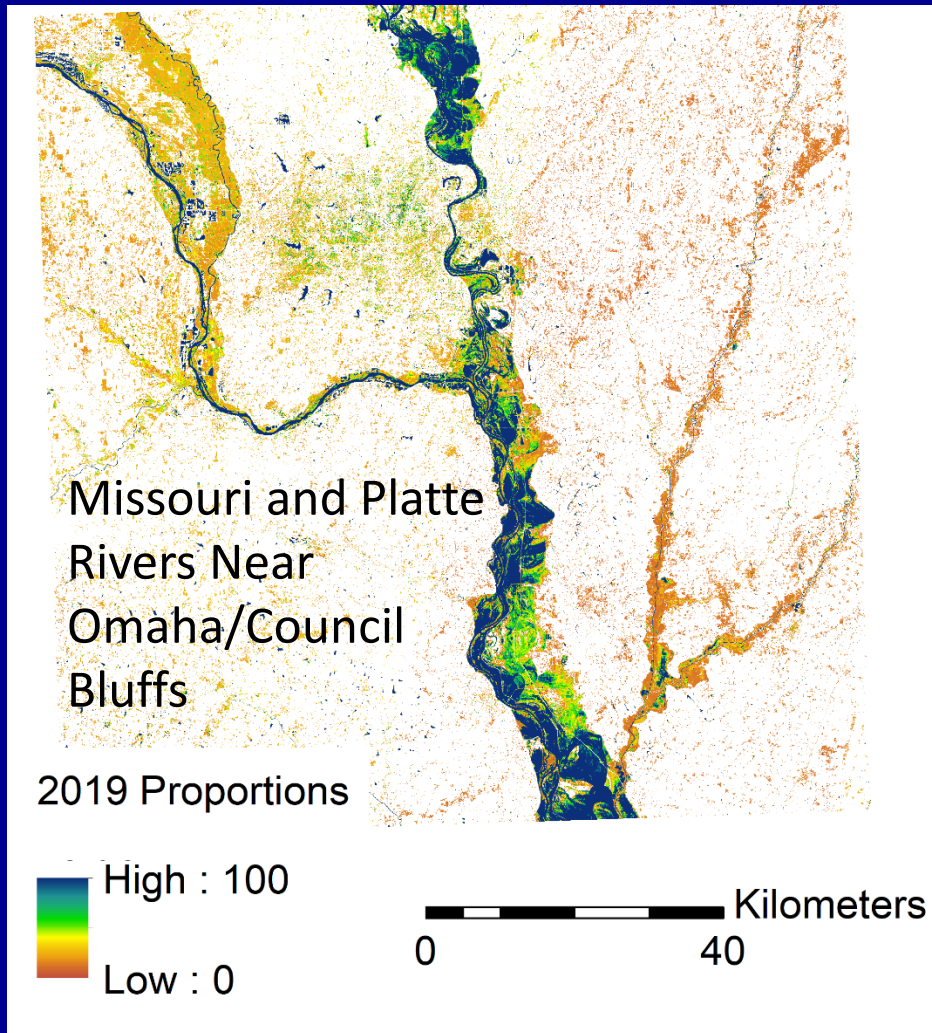 Missouri and Platte
Rivers Near
Omaha/Council
Bluffs
2019 Proportions
High : 100
Low : 0
Kilometers
0 40